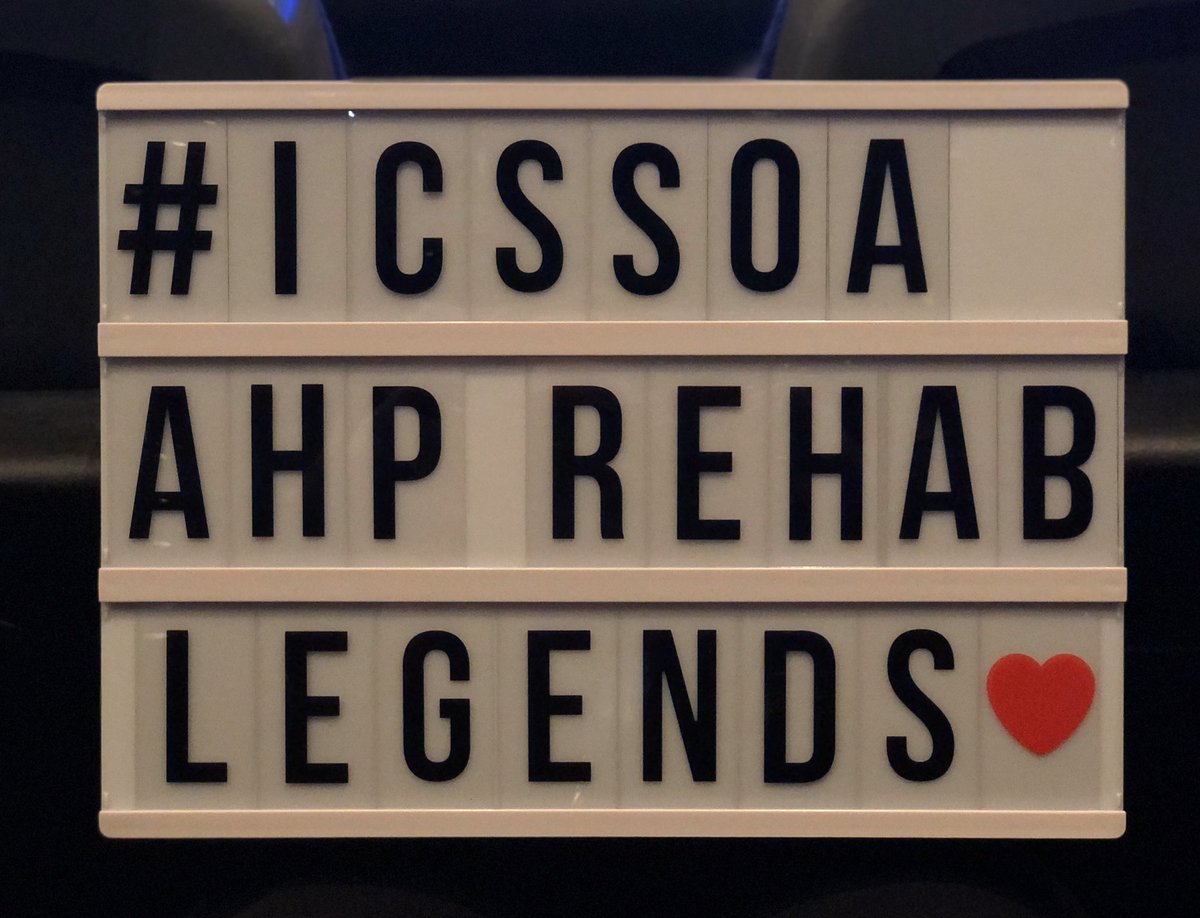 #ICSSOA
AHP REHAB
LEGENDS❤